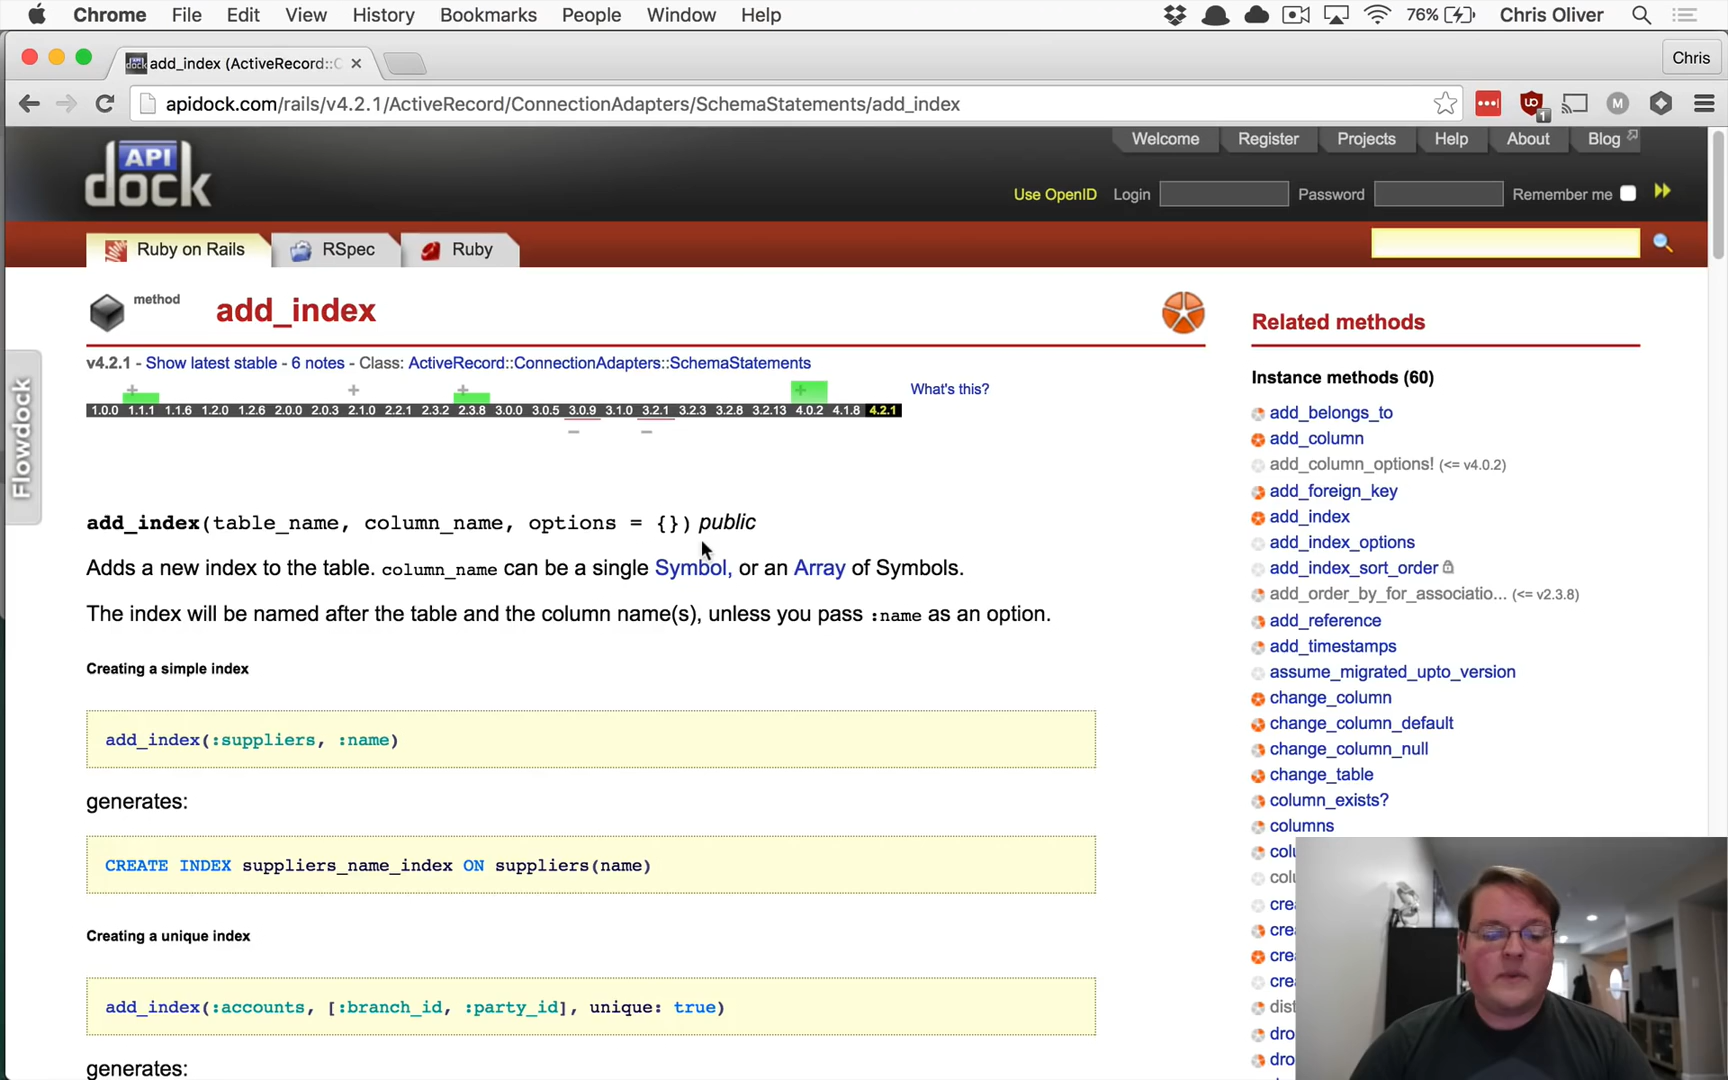 Chrome File Edit View History Bookmarks People Window Help 76% Chris Oliver
add_index (ActiveRecord::C Chris
apidock.com/rails/v4.2.1/ActiveRecord/ConnectionAdapters/SchemaStatements/add_index
Welcome Register Projects Help About Blog
API dock
Use OpenID Login Password Remember me
Ruby on Rails RSpec Ruby
method add_index
Related methods
v4.2.1 - Show latest stable - 6 notes - Class: ActiveRecord::ConnectionAdapters::SchemaStatements
What's this?
1.0.0 1.1.1 1.1.6 1.2.0 1.2.6 2.0.0 2.0.3 2.1.0 2.2.1 2.3.2 2.3.8 3.0.0 3.0.5 3.0.9 3.1.0 3.2.1 3.2.3 3.2.8 3.2.13 4.0.2 4.1.8 4.2.1
Flowdock
add_index(table_name, column_name, options = {}) public
Adds a new index to the table. column_name can be a single Symbol, or an Array of Symbols.
The index will be named after the table and the column name(s), unless you pass :name as an option.
Creating a simple index
add_index(:suppliers, :name)
generates:
CREATE INDEX suppliers_name_index ON suppliers(name)
Creating a unique index
add_index(:accounts, [:branch_id, :party_id], unique: true)
generates:
Instance methods (60)
add_belongs_to
add_column
add_column_options! (<= v4.0.2)
add_foreign_key
add_index
add_index_options
add_index_sort_order
add_order_by_for_associatio... (<= v2.3.8)
add_reference
add_timestamps
assume_migrated_upto_version
change_column
change_column_default
change_column_null
change_table
column_exists?
columns
col
col
cre
cre
cre
cre
dis
dro
dro